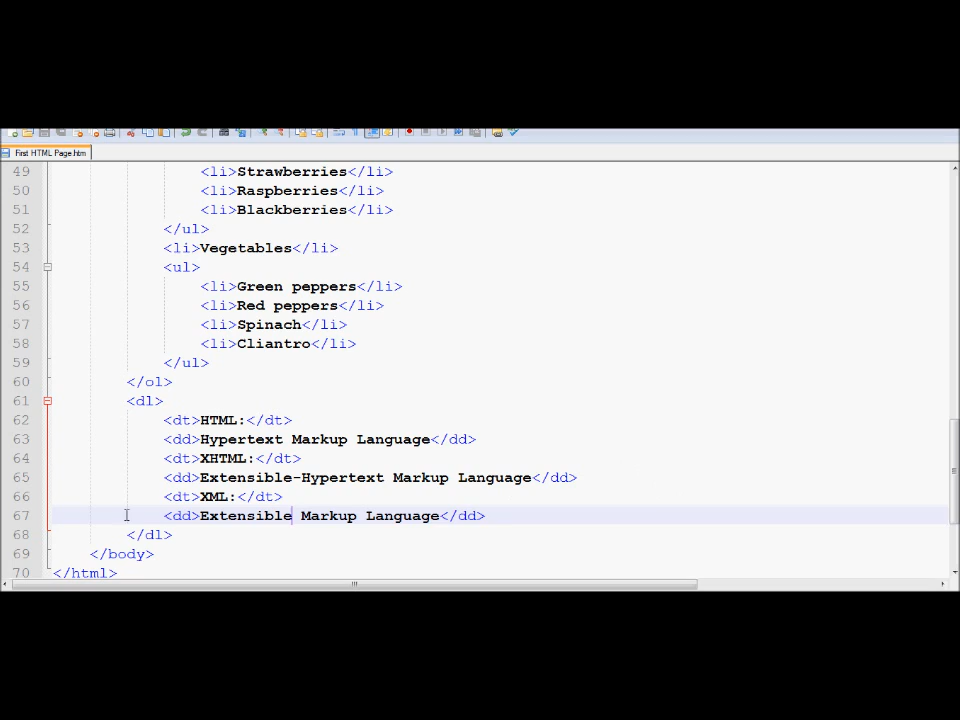 First HTML Page.htm
49 <li>Strawberries</li>
50 <li>Raspberries</li>
51 <li>Blackberries</li>
52 </ul>
53 <li>Vegetables</li>
54 <ul>
55 <li>Green peppers</li>
56 <li>Red peppers</li>
57 <li>Spinach</li>
58 <li>Cliantro</li>
59 </ul>
60 </ol>
61 <dl>
62 <dt>HTML:</dt>
63 <dd>Hypertext Markup Language</dd>
64 <dt>XHTML:</dt>
65 <dd>Extensible-Hypertext Markup Language</dd>
66 <dt>XML:</dt>
67 <dd>Extensible Markup Language</dd>
68 </dl>
69 </body>
70 </html>